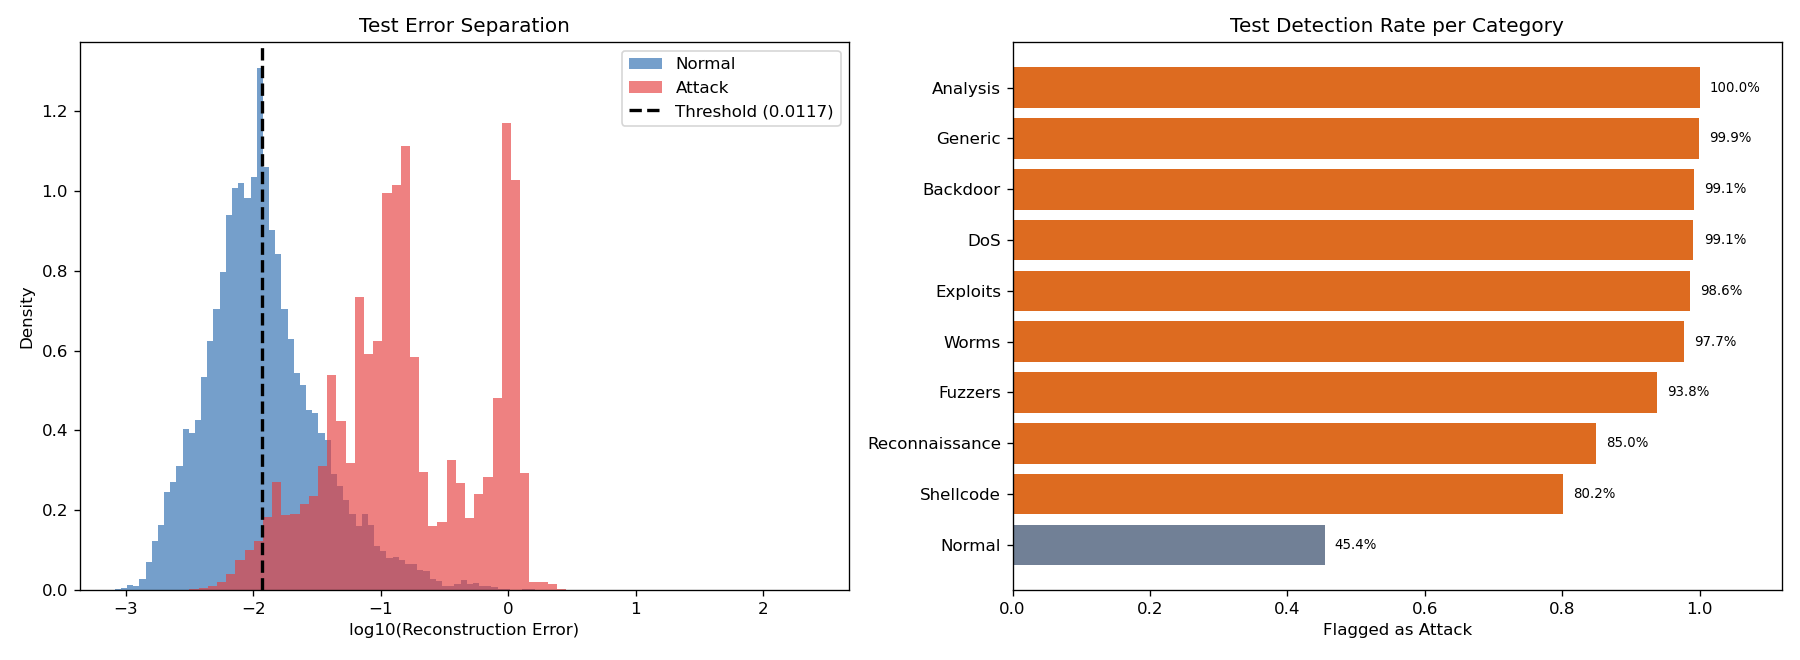 Test Error Separation
Normal
Attack
Threshold (0.0117)
Density
1.2
1.0
0.8
0.6
0.4
0.2
0.0
−3
−2
−1
0
1
2
log10(Reconstruction Error)
Test Detection Rate per Category
Analysis 100.0%
Generic 99.9%
Backdoor 99.1%
DoS 99.1%
Exploits 98.6%
Worms 97.7%
Fuzzers 93.8%
Reconnaissance 85.0%
Shellcode 80.2%
Normal 45.4%
0.0
0.2
0.4
0.6
0.8
1.0
Flagged as Attack